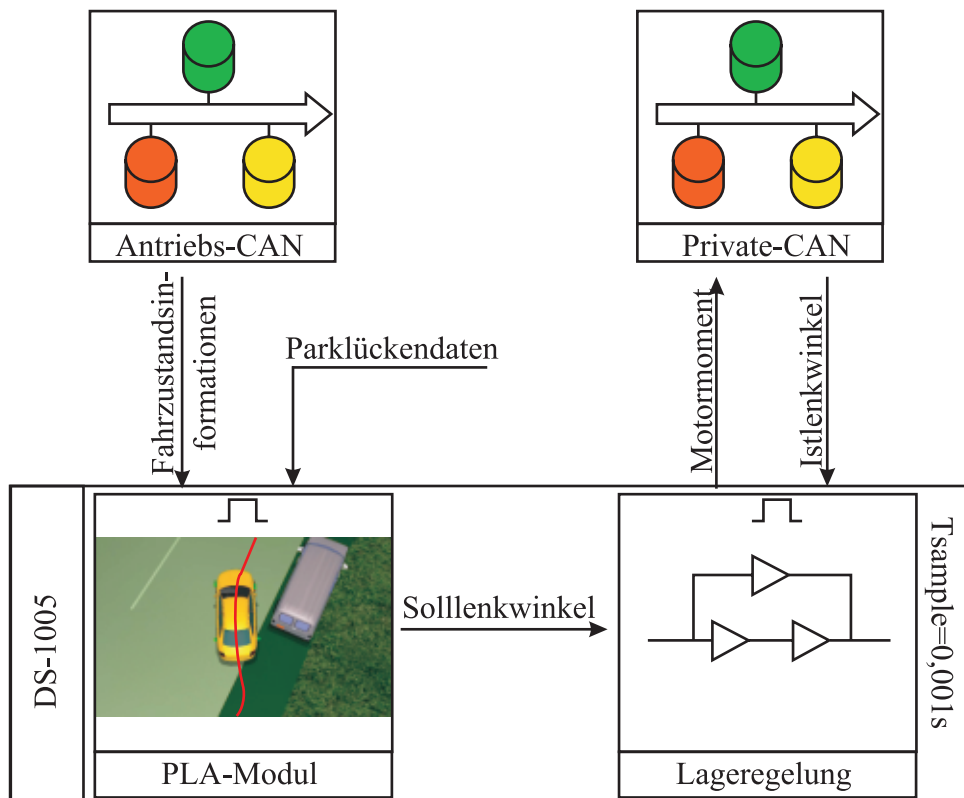 Antriebs-CAN
Private-CAN
Fahrzustandsin-
formationen
Parklückendaten
Motormoment
Istlenkwinkel
DS-1005
Solllenkwinkel
Tsample=0,001s
PLA-Modul
Lageregelung